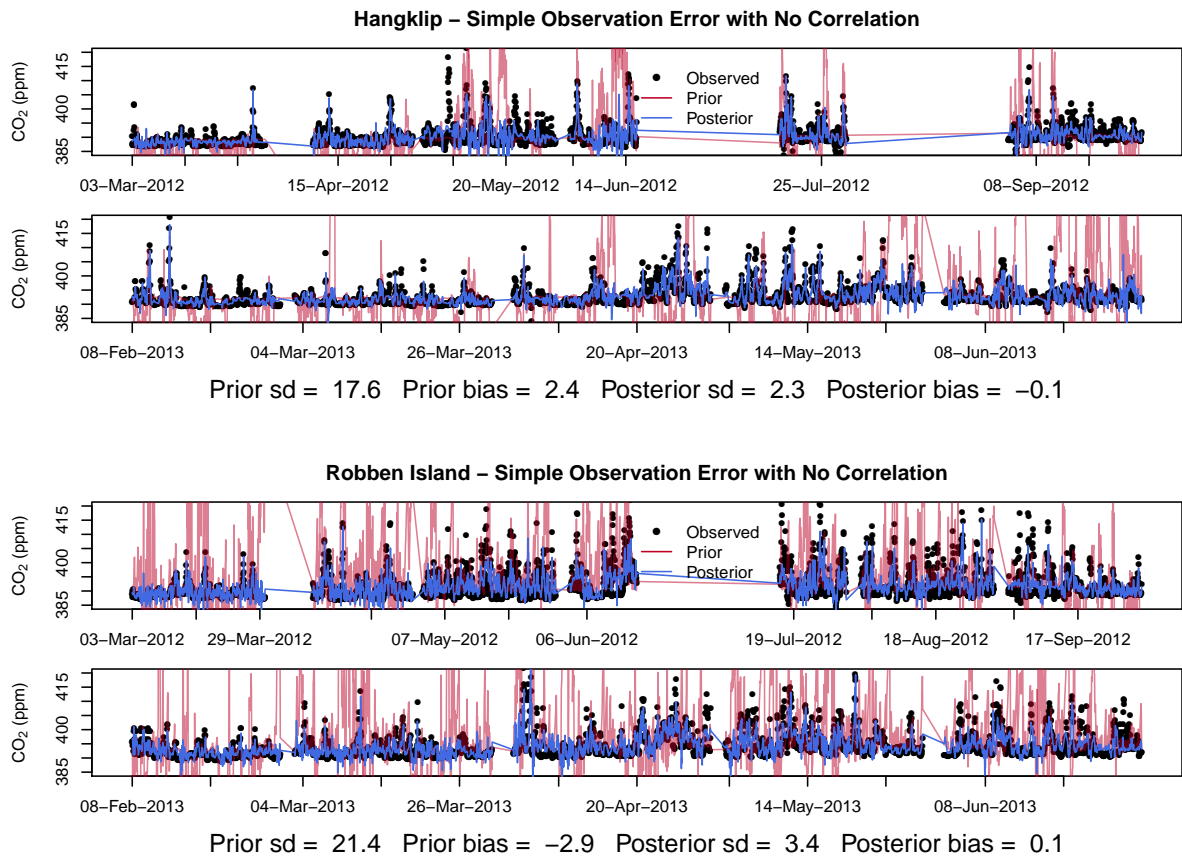 Hangklip – Simple Observation Error with No Correlation
CO2 (ppm)
385 400 415
Observed
Prior
Posterior
03−Mar−2012 15−Apr−2012 20−May−2012 14−Jun−2012 25−Jul−2012 08−Sep−2012
CO2 (ppm)
385 400 415
08−Feb−2013 04−Mar−2013 26−Mar−2013 20−Apr−2013 14−May−2013 08−Jun−2013
Prior sd = 17.6 Prior bias = 2.4 Posterior sd = 2.3 Posterior bias = −0.1
Robben Island – Simple Observation Error with No Correlation
CO2 (ppm)
385 400 415
Observed
Prior
Posterior
03−Mar−2012 29−Mar−2012 07−May−2012 06−Jun−2012 19−Jul−2012 18−Aug−2012 17−Sep−2012
CO2 (ppm)
385 400 415
08−Feb−2013 04−Mar−2013 26−Mar−2013 20−Apr−2013 14−May−2013 08−Jun−2013
Prior sd = 21.4 Prior bias = −2.9 Posterior sd = 3.4 Posterior bias = 0.1